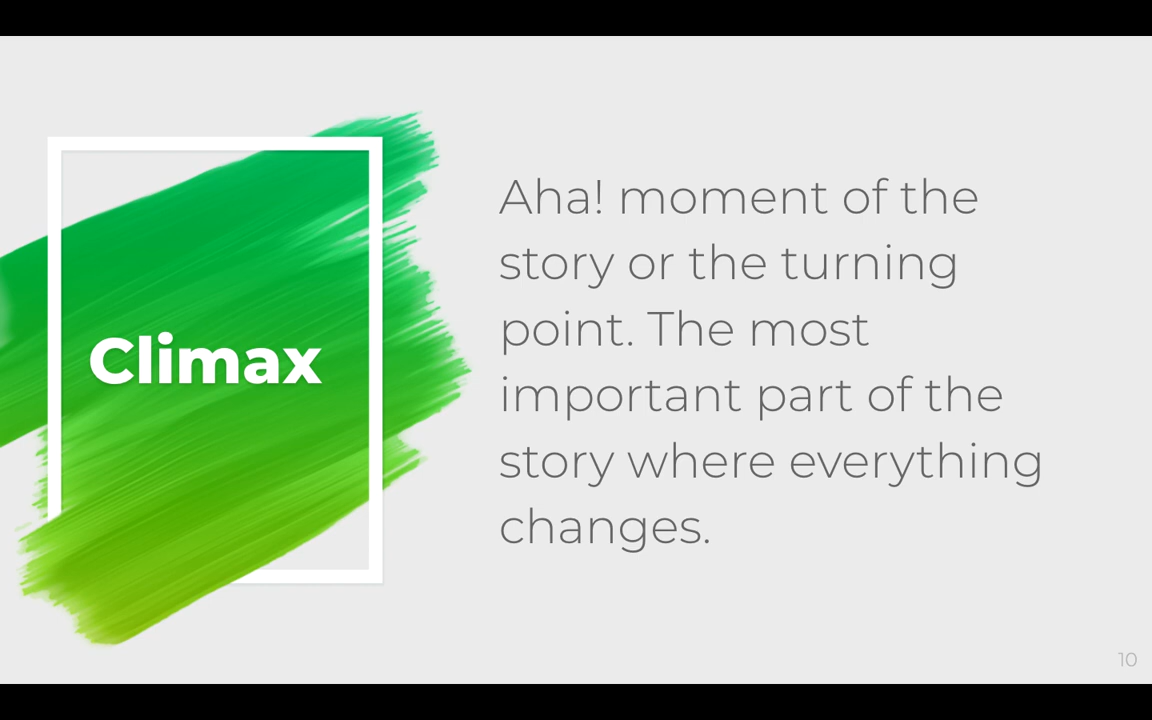 Climax
Aha! moment of the
story or the turning
point. The most
important part of the
story where everything
changes.
10